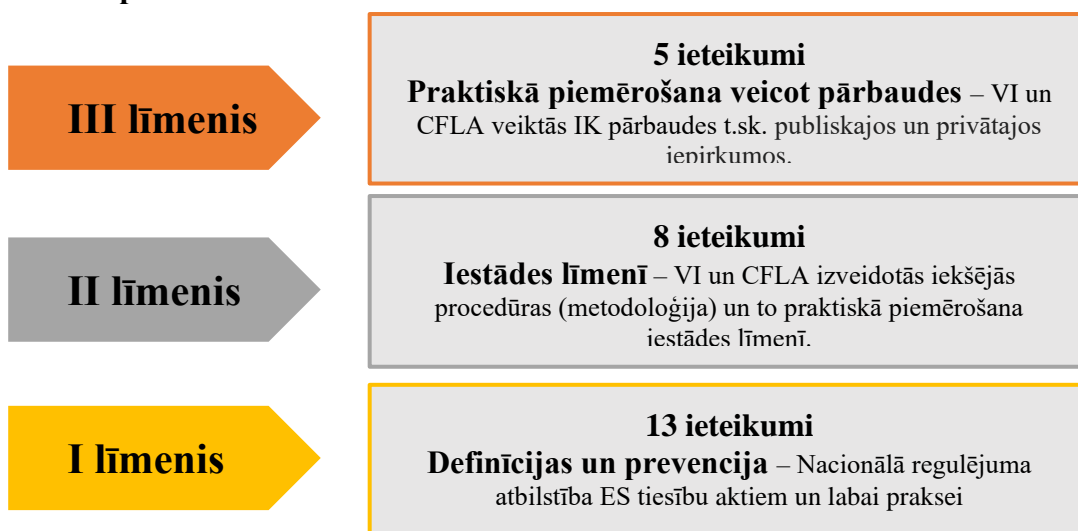 III līmenis
5 ieteikumi
Praktiskā piemērošana veicot pārbaudes – VI un
CFLA veiktās IK pārbaudes t.sk. publiskajos un privātajos
iepirkumos.
II līmenis
8 ieteikumi
Iestādes līmenī – VI un CFLA izveidotās iekšējās
procedūras (metodoloģija) un to praktiskā piemērošana
iestādes līmenī.
I līmenis
13 ieteikumi
Definīcijas un prevencija – Nacionālā regulējuma
atbilstība ES tiesību aktiem un labai praksei